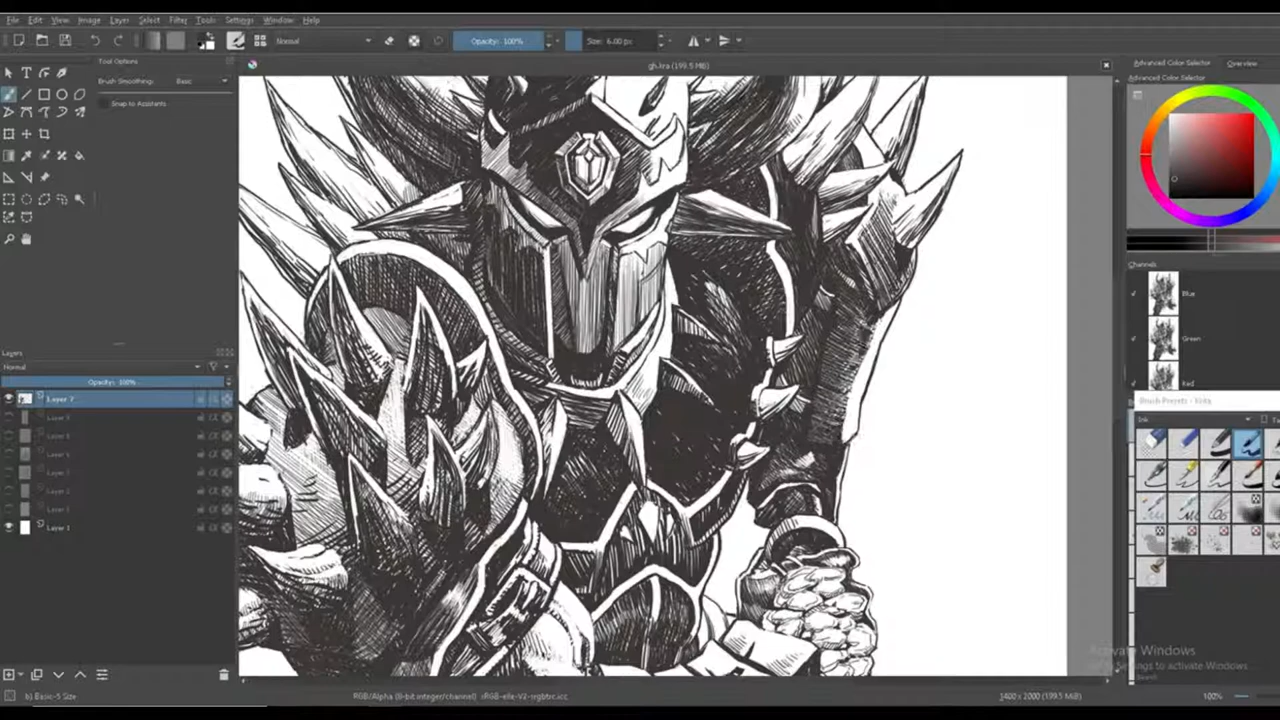 File Edit View Image Layer Select Filter Tools Settings Window Help
Normal
Opacity: 100%
Size: 6.00 px
Tool Options
Brush Smoothing: Basic
Snap to Assistants
gh.kra (199.5 MiB)
Advanced Color Selector Overview
Advanced Color Selector
Channels
Blue
Green
Red
Brush Presets - Krita
Ink
Layers
Normal
Opacity: 100%
Layer 7
Layer 1
Activate Windows
Settings to activate Windows.
Search
b) Basic-5 Size
RGB/Alpha (8-bit integer/channel) sRGB-elle-V2-srgbtrc.icc
3400 x 2000 (199.5 MiB)
100%